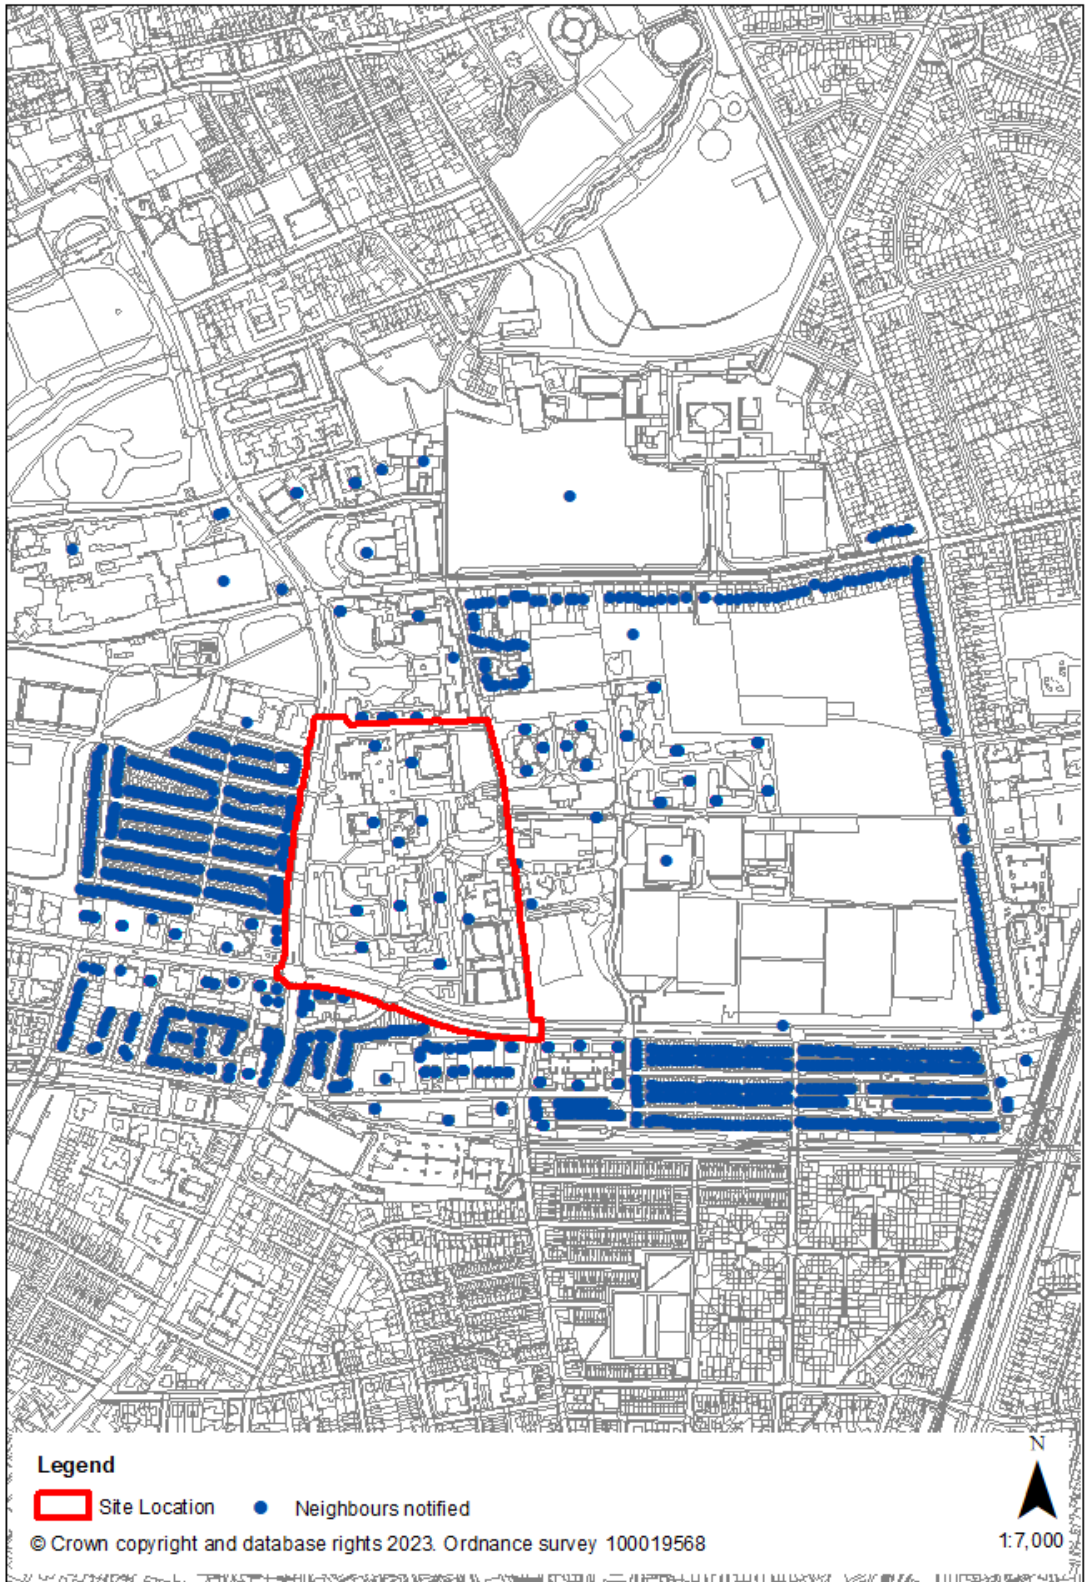 N
Legend
Site Location Neighbours notified
1:7,000
© Crown copyright and database rights 2023. Ordnance survey 100019568